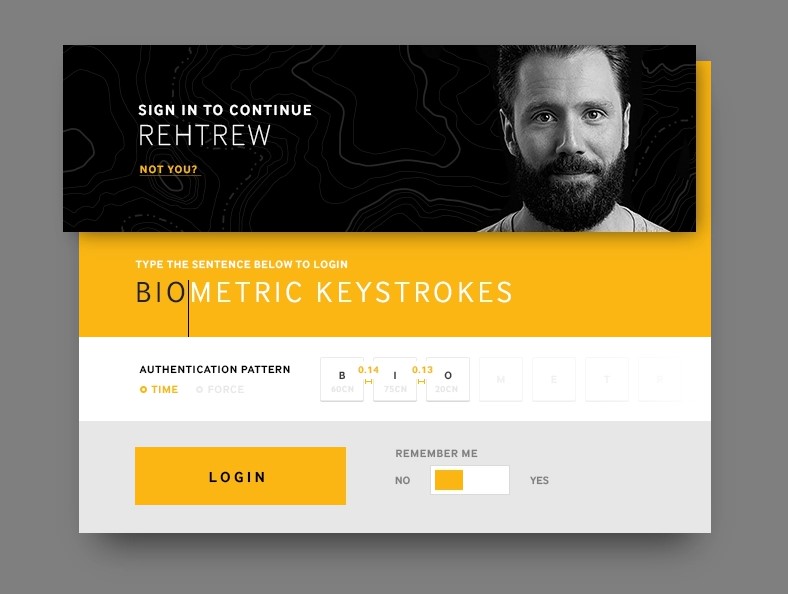 SIGN IN TO CONTINUE
REHTREW
NOT YOU?
TYPE THE SENTENCE BELOW TO LOGIN
BIOMETRIC KEYSTROKES
AUTHENTICATION PATTERN
TIME FORCE
B 0.14 I 0.13 O M E T R
60CN 75CN 20CN
LOGIN
REMEMBER ME
NO YES